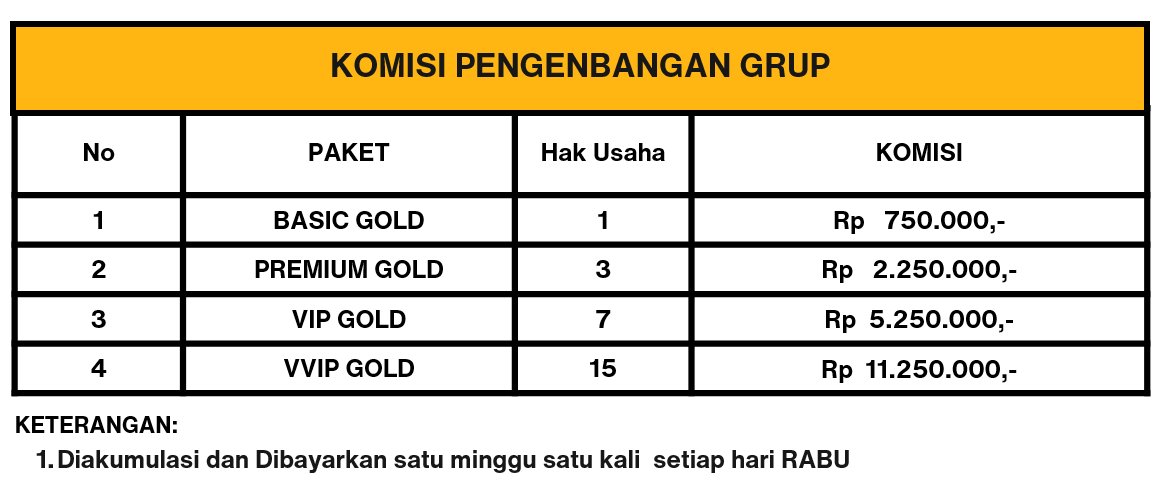 KOMISI PENGENBANGAN GRUP
No PAKET Hak Usaha KOMISI
1 BASIC GOLD 1 Rp 750.000,-
2 PREMIUM GOLD 3 Rp 2.250.000,-
3 VIP GOLD 7 Rp 5.250.000,-
4 VVIP GOLD 15 Rp 11.250.000,-
KETERANGAN:
1. Diakumulasi dan Dibayarkan satu minggu satu kali setiap hari RABU